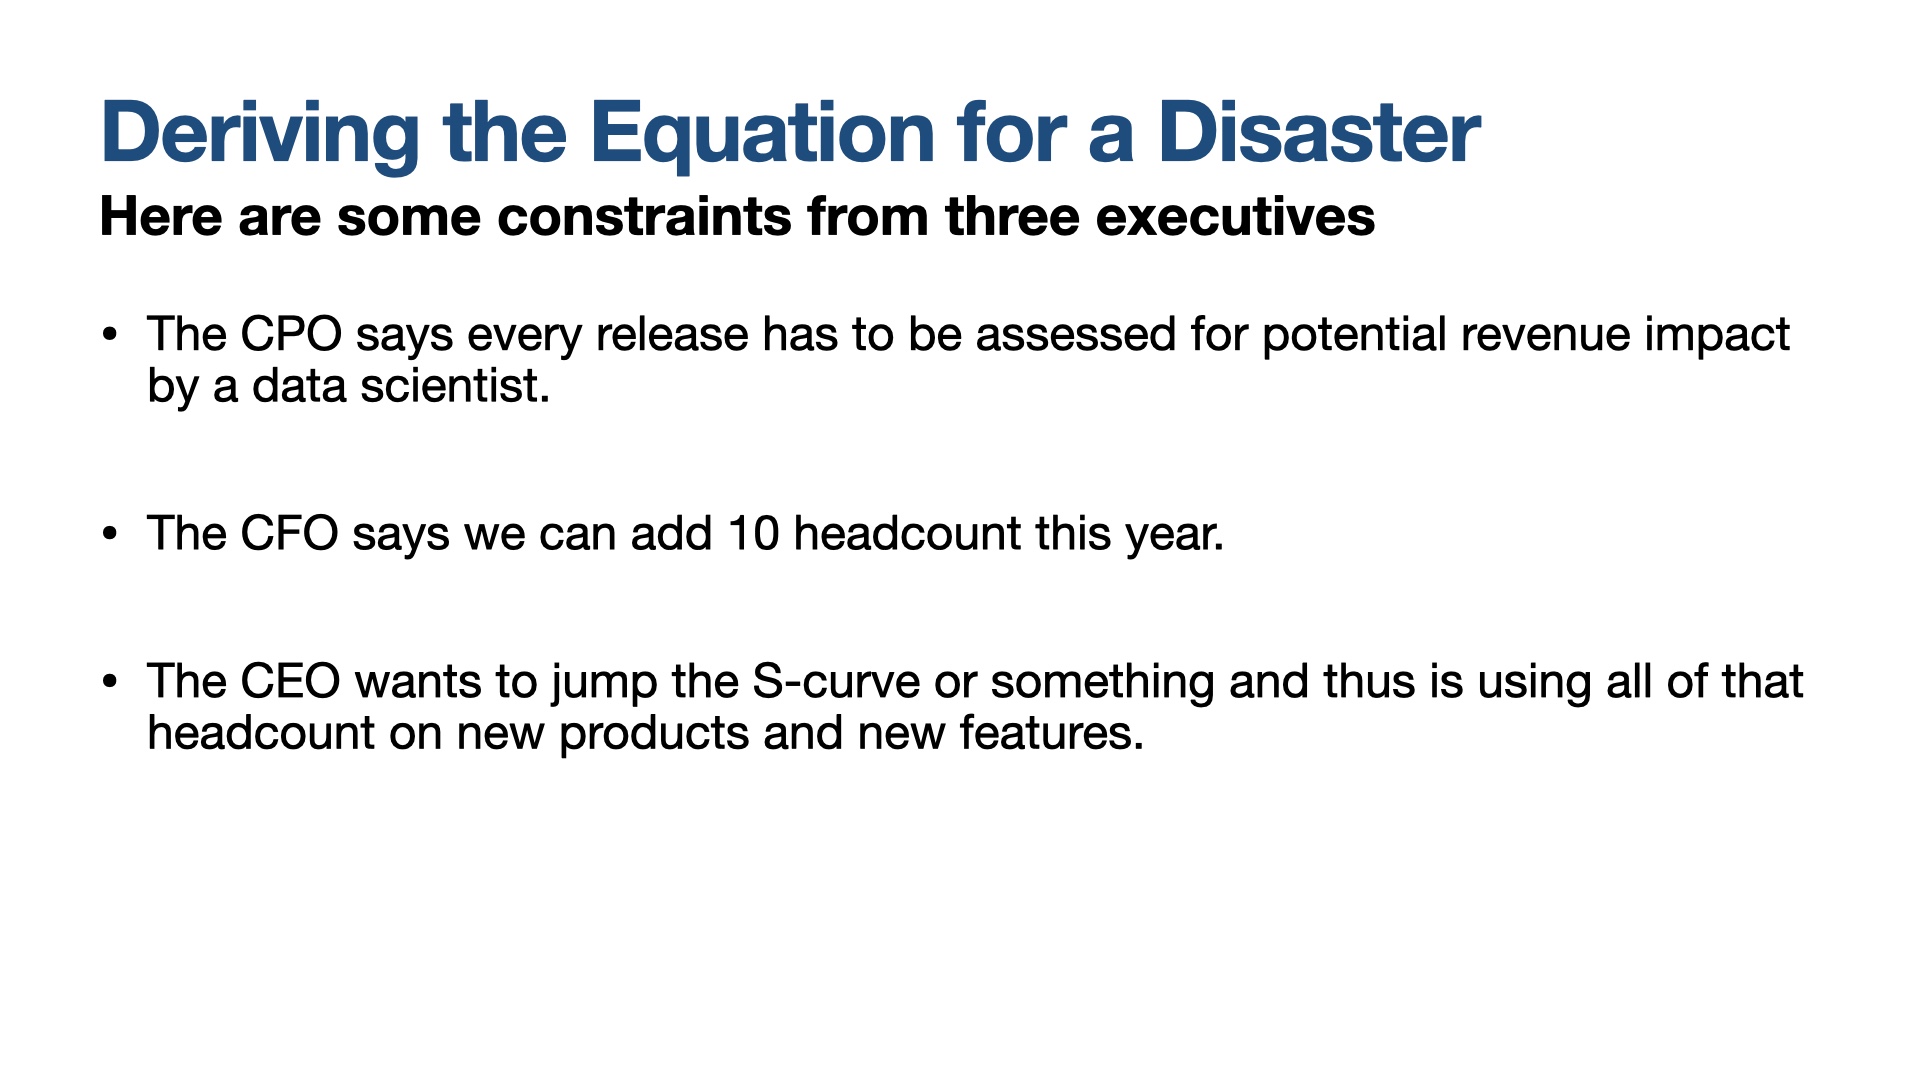 Deriving the Equation for a Disaster
Here are some constraints from three executives
• The CPO says every release has to be assessed for potential revenue impact
by a data scientist.
• The CFO says we can add 10 headcount this year.
• The CEO wants to jump the S-curve or something and thus is using all of that
headcount on new products and new features.